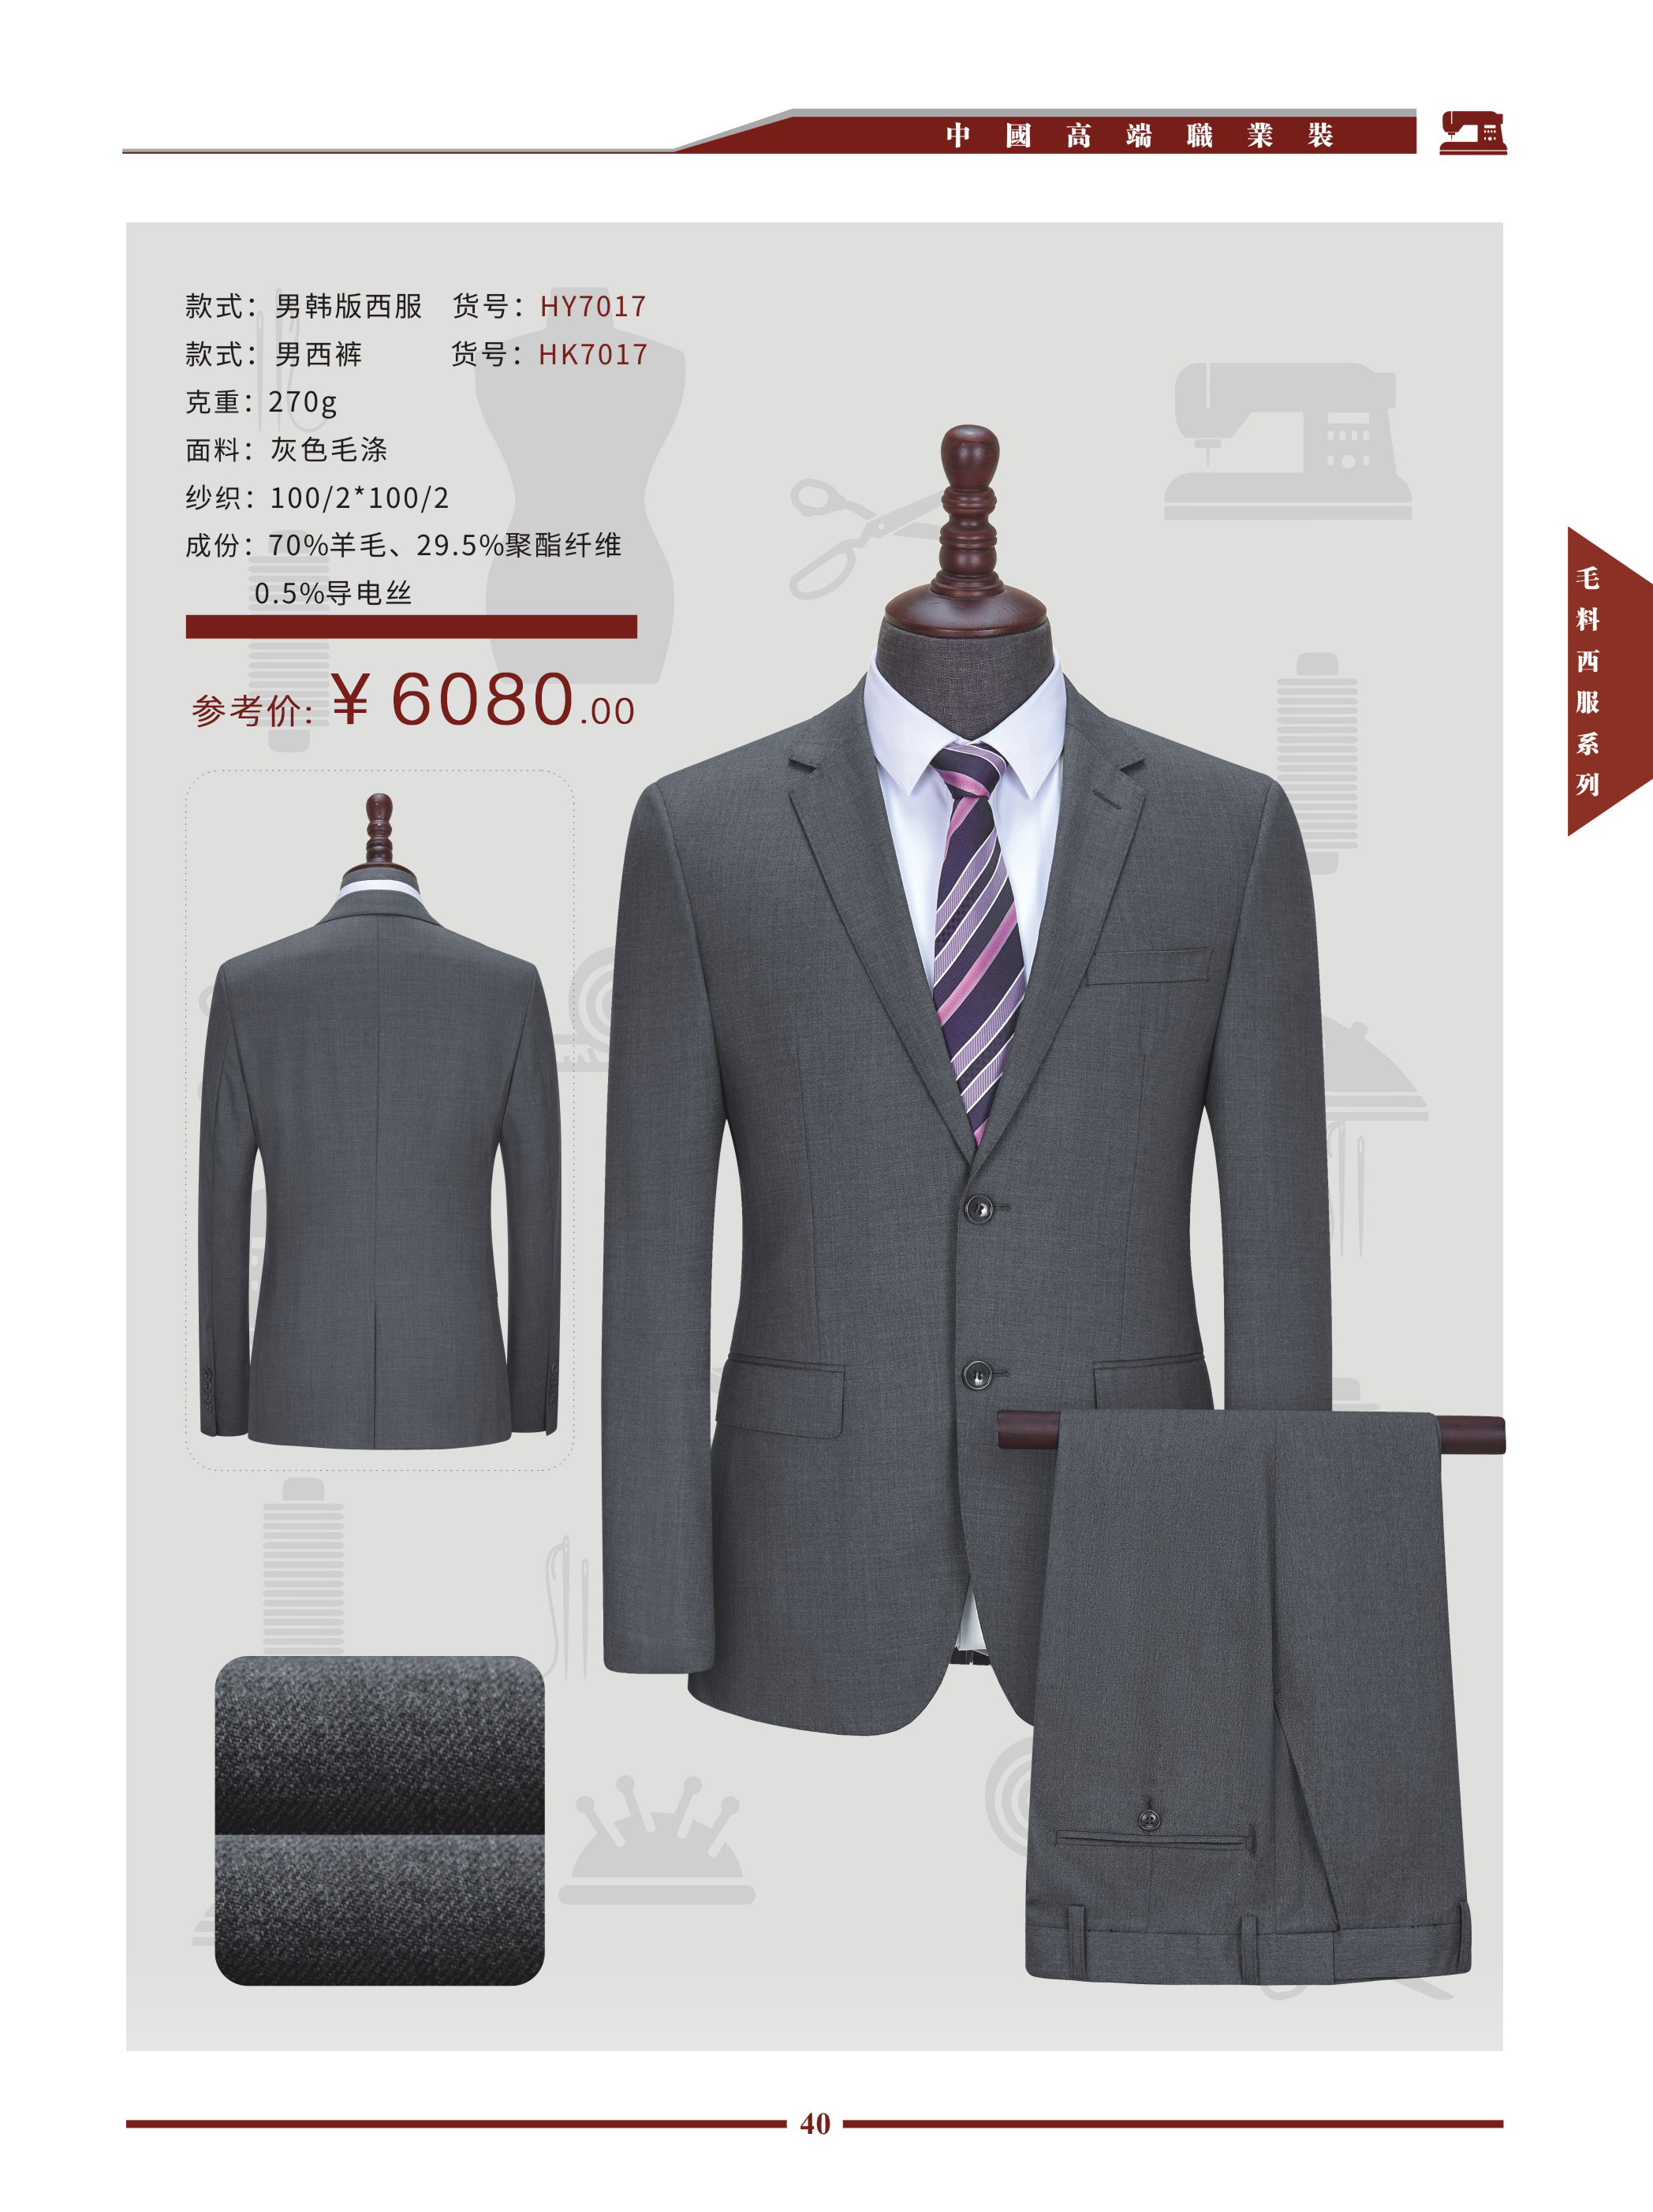 中國高端職業裝
款式：男韩版西服 货号：HY7017
款式：男西裤 货号：HK7017
克重：270g
面料：灰色毛涤
纱织：100/2*100/2
成份：70%羊毛、29.5%聚酯纤维
0.5%导电丝
参考价：¥6080.00
毛料西服系列
40